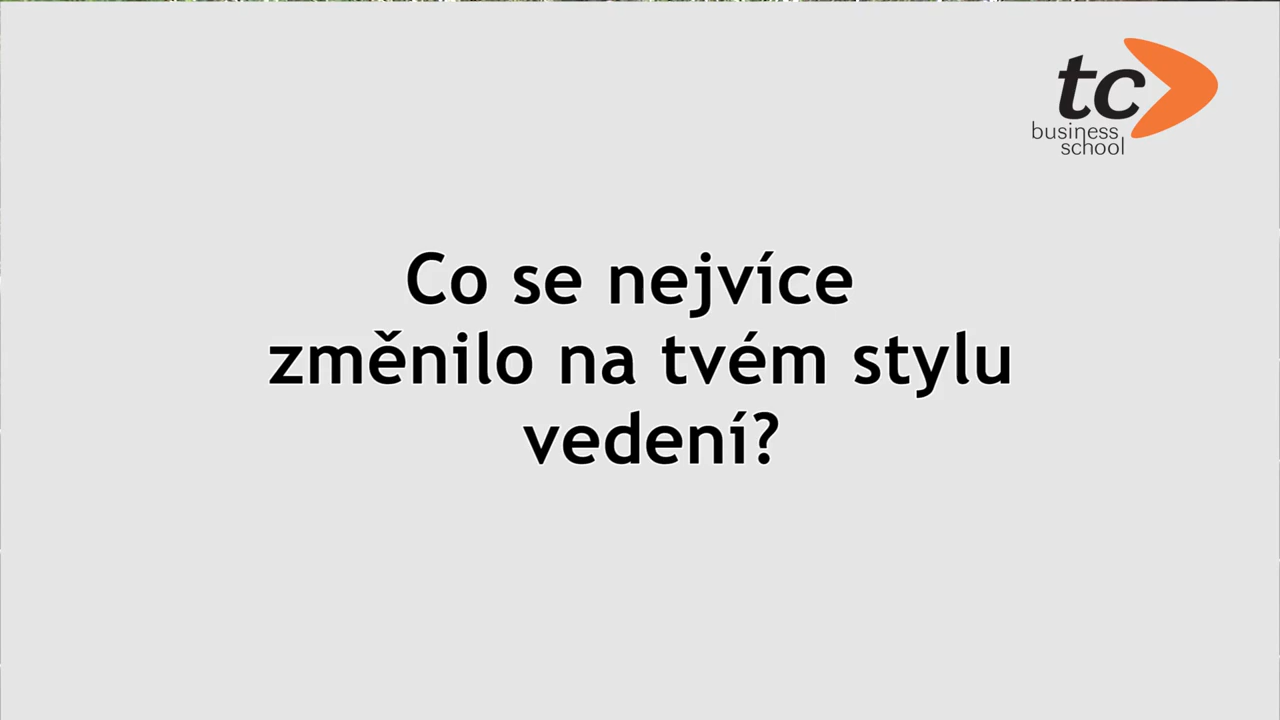 tc
business
school
Co se nejvíce
změnilo na tvém stylu
vedení?